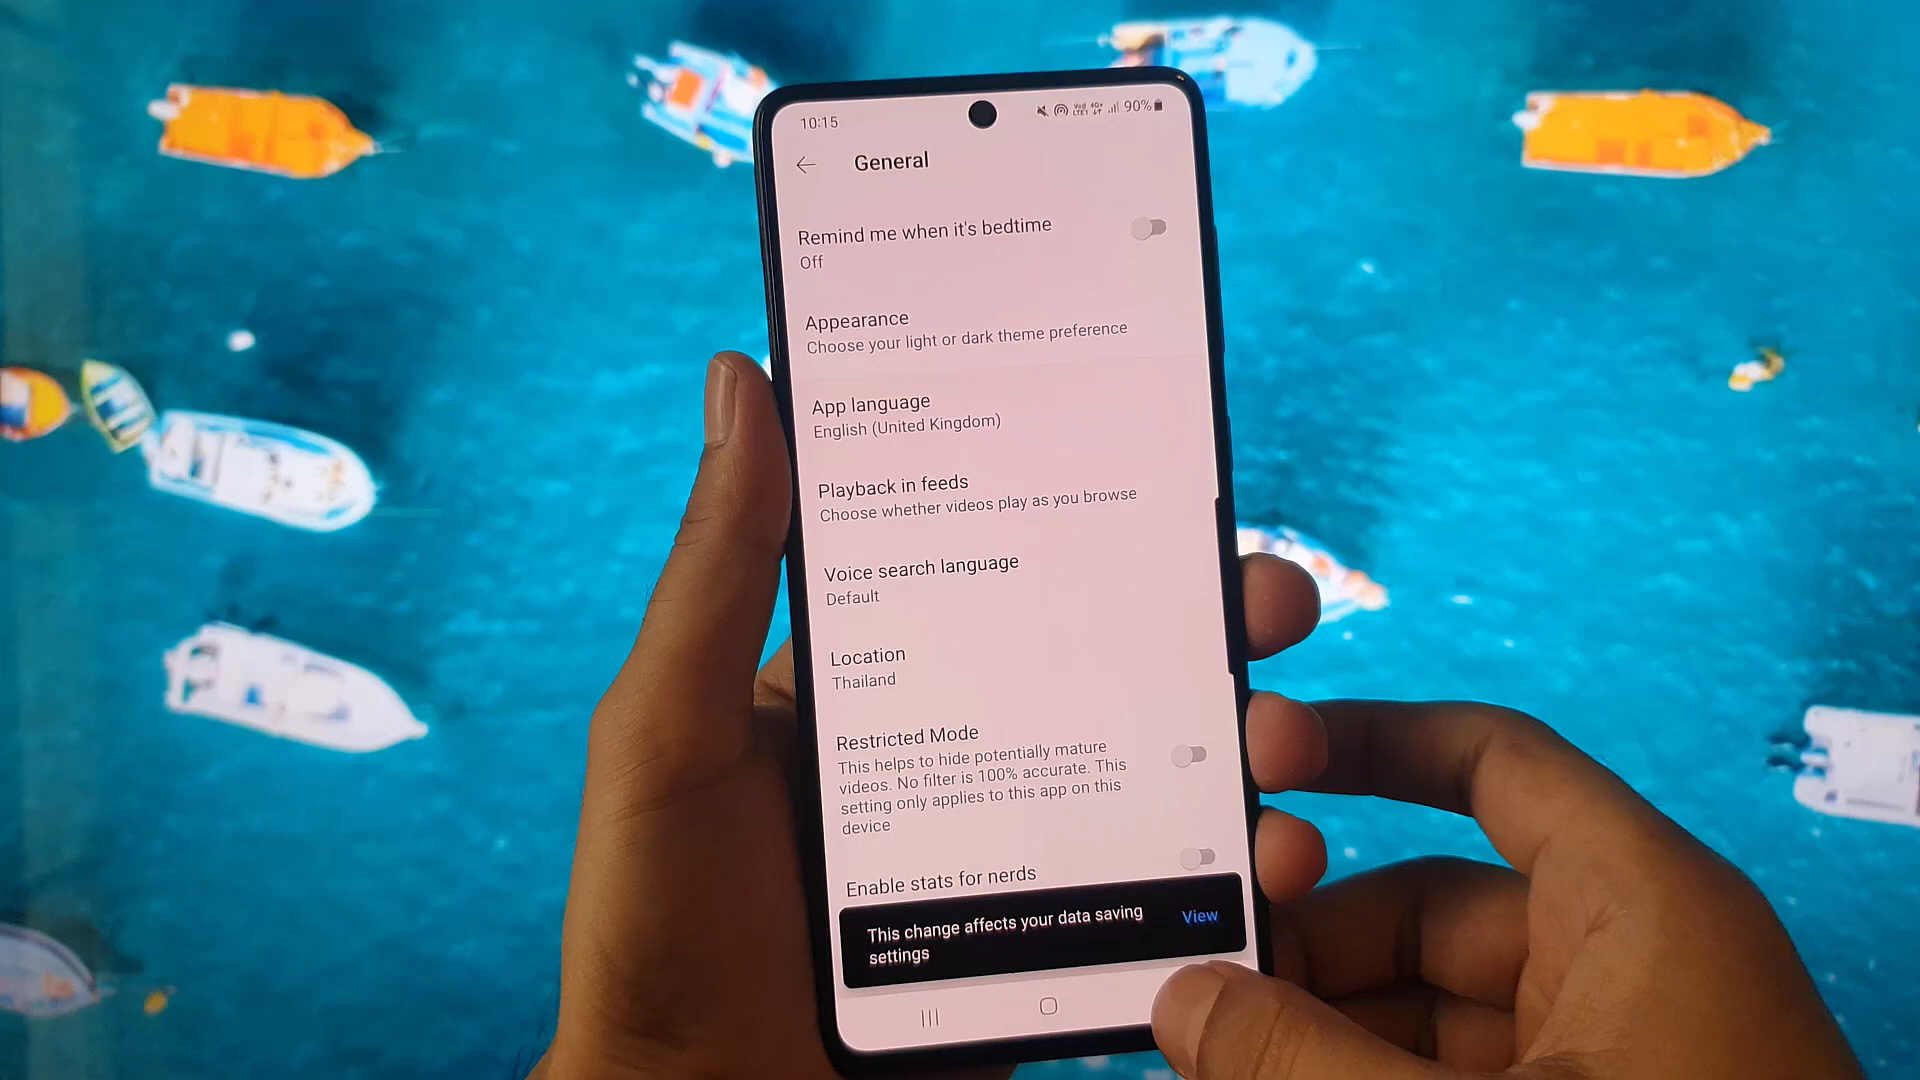 10:15
Vo) 4G+
LTE1
90%
General
Remind me when it's bedtime
Off
Appearance
Choose your light or dark theme preference
App language
English (United Kingdom)
Playback in feeds
Choose whether videos play as you browse
Voice search language
Default
Location
Thailand
Restricted Mode
This helps to hide potentially mature
videos. No filter is 100% accurate. This
setting only applies to this app on this
device
Enable stats for nerds
This change affects your data saving
settings
View